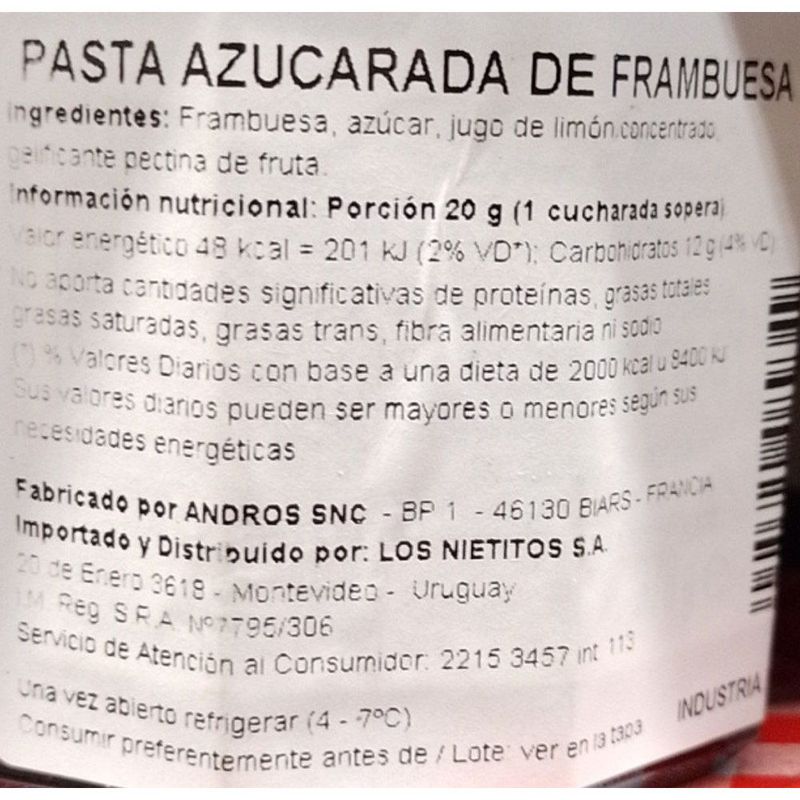 PASTA AZUCARADA DE FRAMBUESA
Ingredientes: Frambuesa, azúcar, jugo de limón concentrado,
gelificante pectina de fruta.
Información nutricional: Porción 20 g (1 cucharada sopera)
Valor energético 48 kcal = 201 kJ (2% VD*); Carbohidratos 12 g (4% VD)
No aporta cantidades significativas de proteínas, grasas totales
grasas saturadas, grasas trans, fibra alimentaria ni sodio
(*) % Valores Diarios con base a una dieta de 2000 kcal u 8400 kJ
Sus valores diarios pueden ser mayores o menores según sus
necesidades energéticas
Fabricado por ANDROS SNC - BP 1 - 46130 BIARS - FRANCIA
Importado y Distribuido por: LOS NIETITOS S.A.
20 de Enero 3618 - Montevideo - Uruguay
I.M. Reg S.R.A. Nº7795/306
Servicio de Atención al Consumidor: 2215 3457 int 113
Una vez abierto refrigerar (4 - 7ºC)
INDUSTRIA
Consumir preferentemente antes de / Lote: ver en la tapa